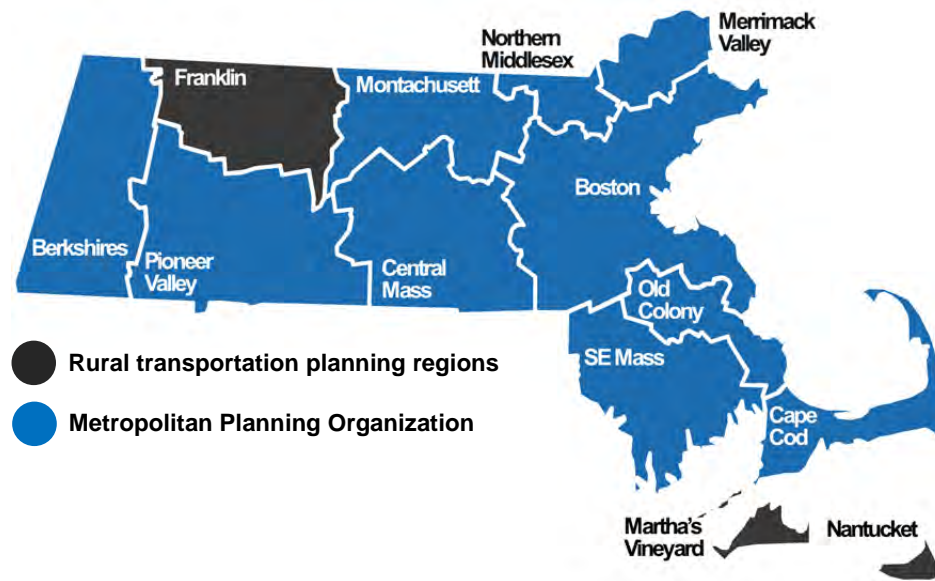 Merrimack
Valley
Northern
Middlesex
Franklin
Montachusett
Boston
Berkshires
Pioneer
Valley
Central
Mass
Old
Colony
SE Mass
Rural transportation planning regions
Metropolitan Planning Organization
Cape
Cod
Martha's
Vineyard
Nantucket